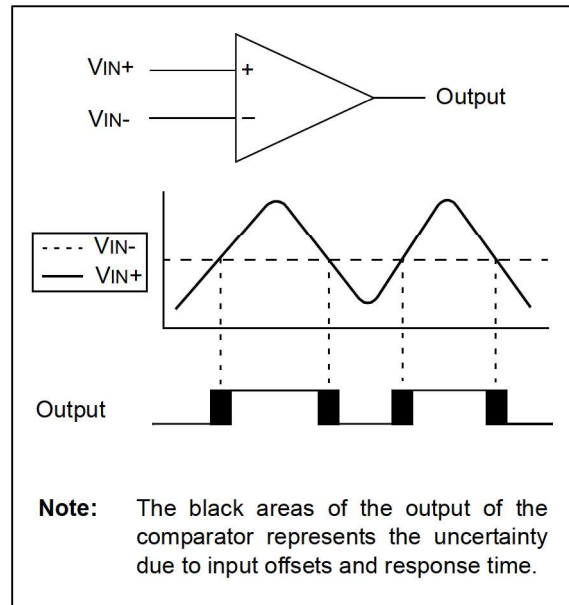 VIN+
+
VIN-
–
Output
VIN-
VIN+
Output
Note: The black areas of the output of the
comparator represents the uncertainty
due to input offsets and response time.